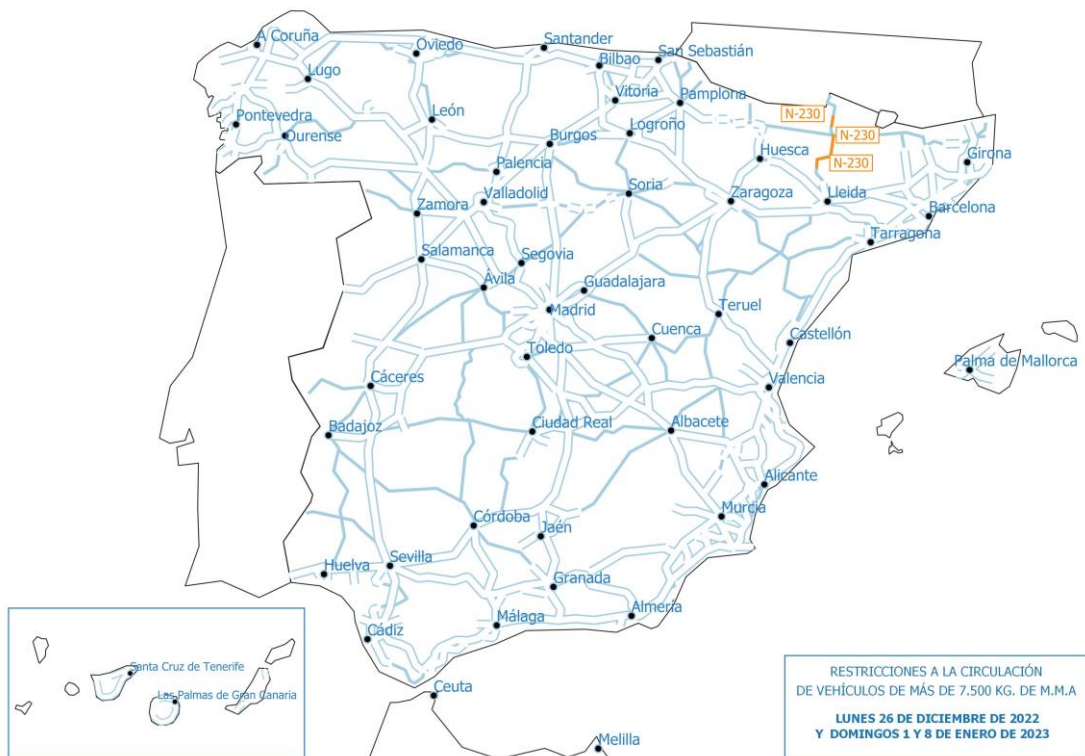 A Coruña
Santander
Oviedo
San Sebastián
Bilbao
Lugo
Vitoria
Pamplona
N-230
Pontevedra
León
Logroño
N-230
Ourense
Burgos
Huesca
N-230
Girona
Palencia
Valladolid
Soria
Zaragoza
Lleida
Zamora
Barcelona
Tarragona
Salamanca
Segovia
Ávila
Guadalajara
Madrid
Teruel
Cuenca
Castellón
Toledo
Palma de Mallorca
Cáceres
Valencia
Badajoz
Ciudad Real
Albacete
Alicante
Murcia
Córdoba
Jaén
Huelva
Sevilla
Granada
Almería
Málaga
Cádiz
Santa Cruz de Tenerife
Las Palmas de Gran Canaria
Ceuta
Melilla
RESTRICCIONES A LA CIRCULACIÓN
DE VEHÍCULOS DE MÁS DE 7.500 KG. DE M.M.A
LUNES 26 DE DICIEMBRE DE 2022
Y DOMINGOS 1 Y 8 DE ENERO DE 2023